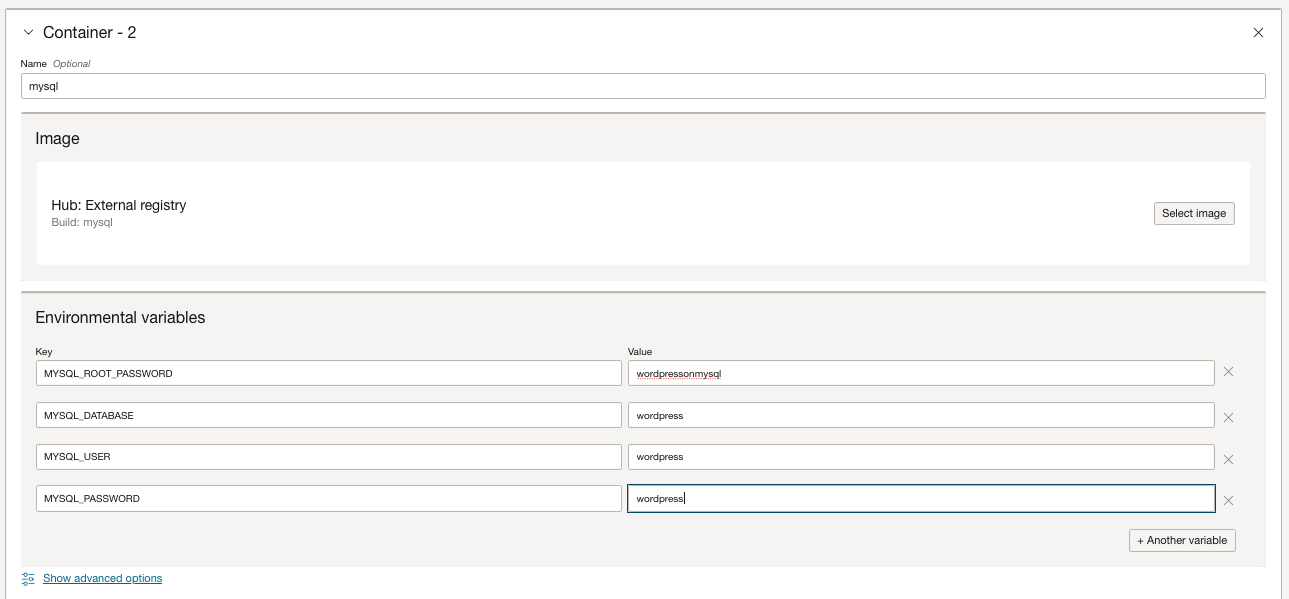 Container - 2
Name Optional
mysql
Image
Hub: External registry
Build: mysql
Select image
Environmental variables
Key Value
MYSQL_ROOT_PASSWORD wordpressonmysql
MYSQL_DATABASE wordpress
MYSQL_USER wordpress
MYSQL_PASSWORD wordpress
+ Another variable
Show advanced options